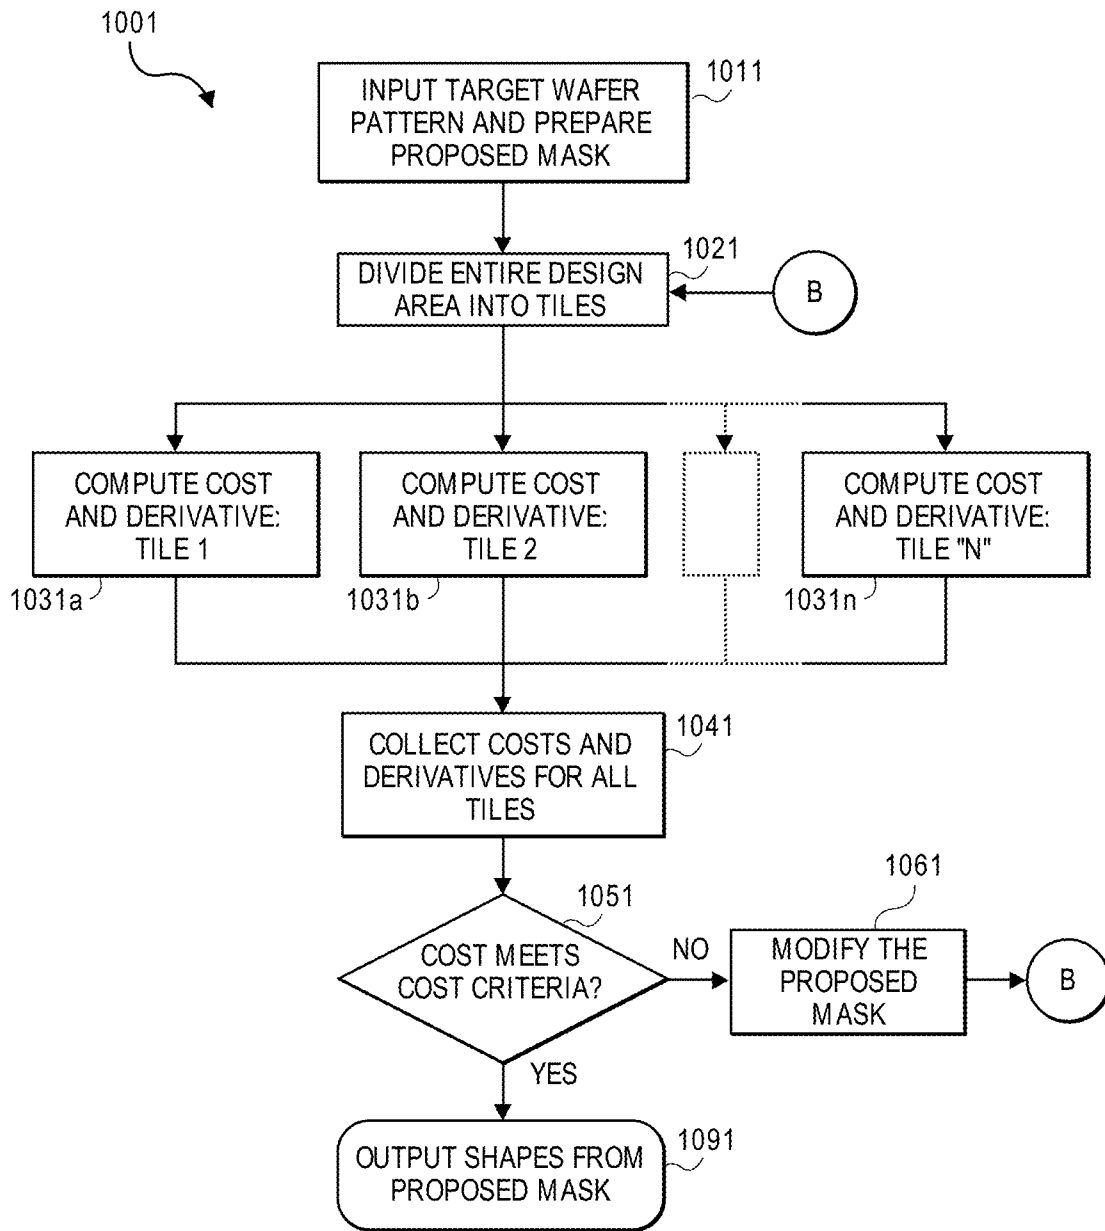 1001
INPUT TARGET WAFER
PATTERN AND PREPARE
PROPOSED MASK
1011
DIVIDE ENTIRE DESIGN
AREA INTO TILES
1021
B
COMPUTE COST
AND DERIVATIVE:
TILE 1
1031a
COMPUTE COST
AND DERIVATIVE:
TILE 2
1031b
COMPUTE COST
AND DERIVATIVE:
TILE "N"
1031n
COLLECT COSTS AND
DERIVATIVES FOR ALL
TILES
1041
COST MEETS
COST CRITERIA?
1051
NO
MODIFY THE
PROPOSED
MASK
1061
B
YES
OUTPUT SHAPES FROM
PROPOSED MASK
1091